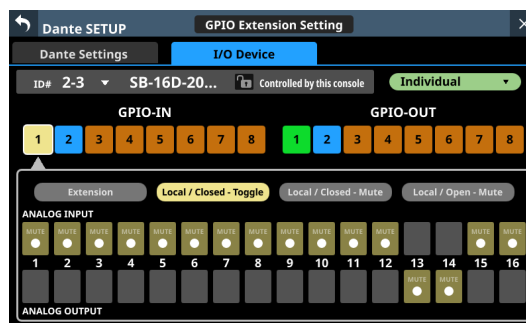 Dante SETUP GPIO Extension Setting ×
Dante Settings I/O Device
ID# 2-3 ▼ SB-16D-20... Controlled by this console Individual ▼
GPIO-IN GPIO-OUT
1 2 3 4 5 6 7 8 1 2 3 4 5 6 7 8
Extension Local / Closed - Toggle Local / Closed - Mute Local / Open - Mute
ANALOG INPUT
MUTE MUTE MUTE MUTE MUTE MUTE MUTE MUTE MUTE MUTE MUTE MUTE MUTE MUTE
1 2 3 4 5 6 7 8 9 10 11 12 13 14 15 16
MUTE MUTE
ANALOG OUTPUT